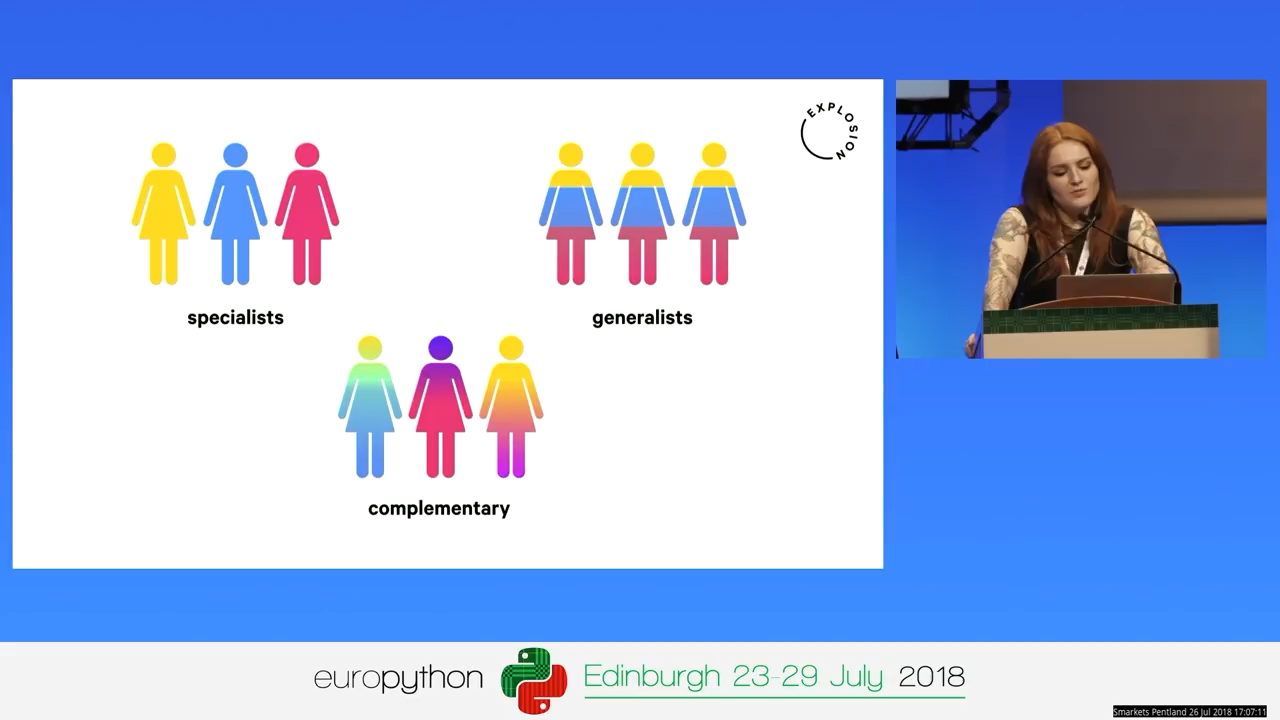 EXPLOSION
specialists
generalists
complementary
europython
Edinburgh 23-29 July 2018
Smarkets Pentland 26 Jul 2018 17:07:11